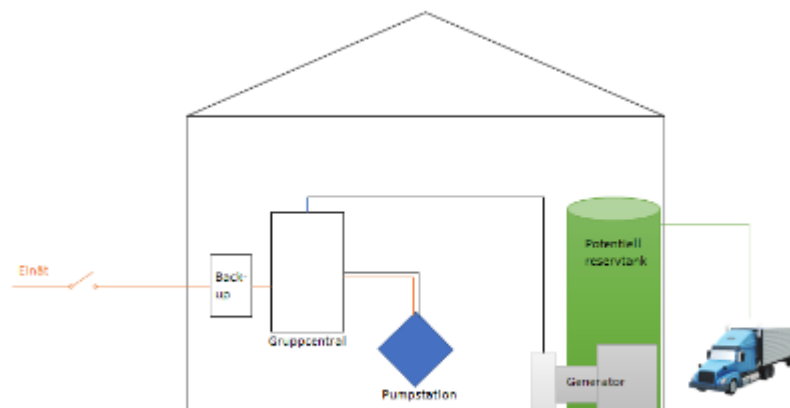 Elnät
Back-
up
Gruppcentral
Pumpstation
Potentiell
reservtank
Generator